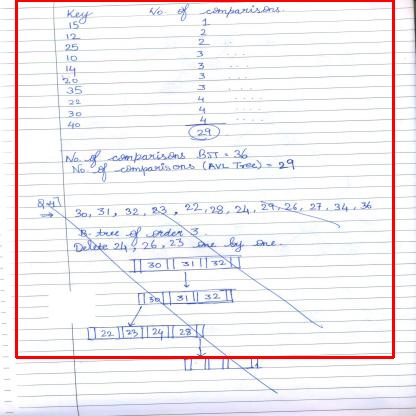 Key No. of comparisons.
15 1
12 2
25 2
10 3
14 3
20 3
35 3
22 4
30 4
40 4
29
No. of comparisons BST = 36
No. of comparisons (AVL Tree) = 29
30, 31, 32, 23, 22, 28, 24, 29, 26, 27, 34, 36
B-tree of order 3
Delete 24, 26, 23 one by one.
30 31 32
30 31 32
22 23 24 28